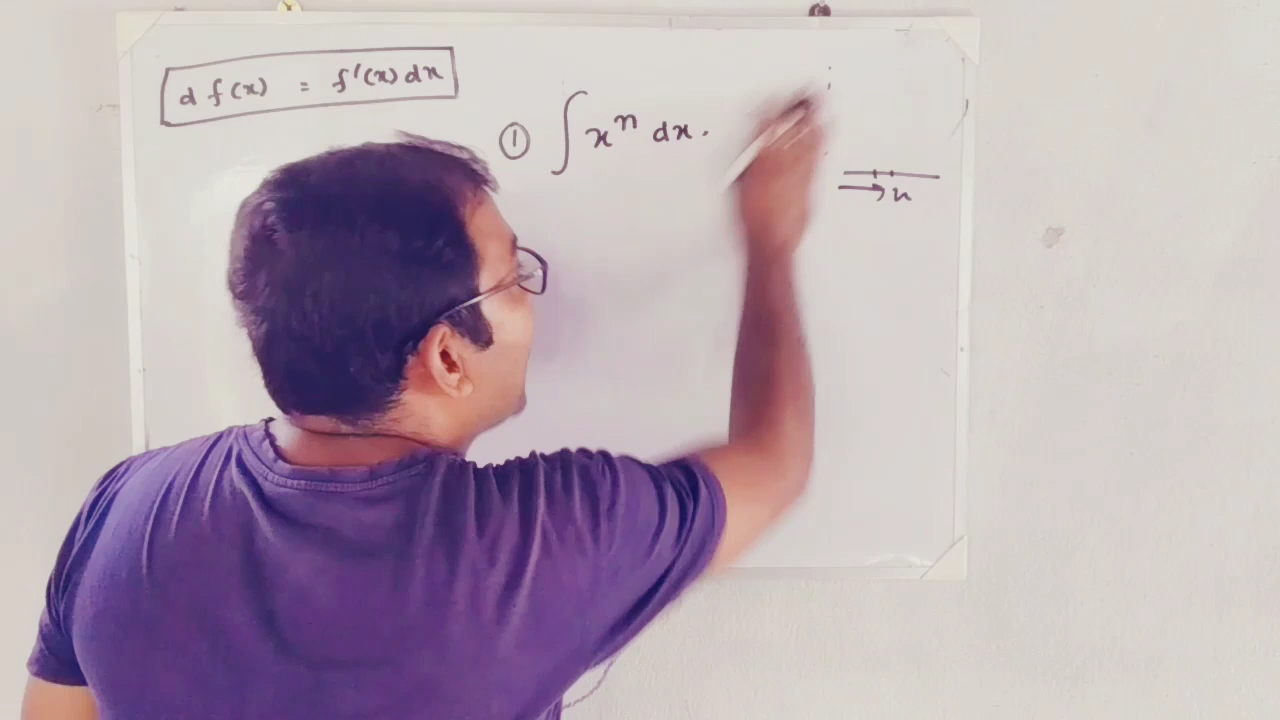 d f(x) = f'(x) dx
① ∫ xⁿ dx.
x